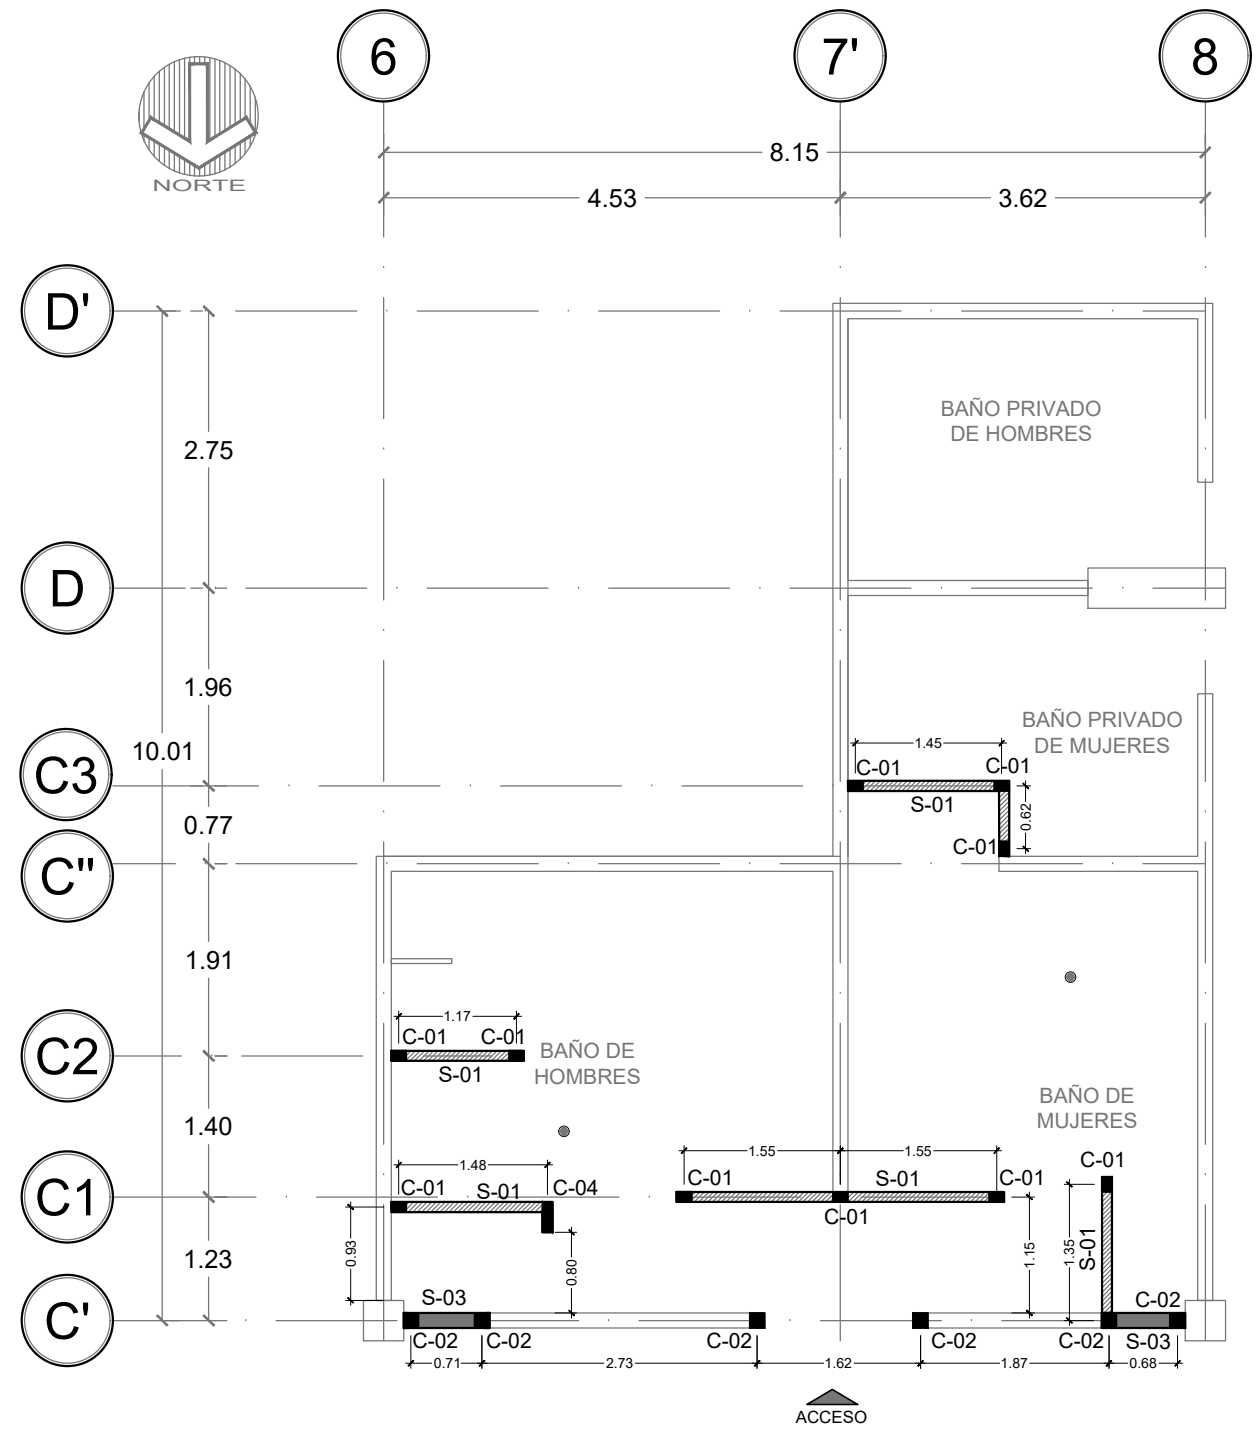 6
7'
8
NORTE
8.15
4.53
3.62
D'
2.75
BAÑO PRIVADO
DE HOMBRES
D
1.96
10.01
BAÑO PRIVADO
DE MUJERES
1.45
C3
C-01
C-01
S-01
0.62
0.77
C-01
C''
1.91
1.17
C2
C-01
C-01
S-01
BAÑO DE
HOMBRES
BAÑO DE
MUJERES
1.40
1.48
1.55
1.55
C-01
C1
C-01
S-01
C-04
C-01
S-01
C-01
C-01
0.93
0.80
1.15
1.35
S-01
1.23
S-03
C-02
C'
C-02
C-02
C-02
C-02
C-02
S-03
0.71
2.73
1.62
1.87
0.68
ACCESO